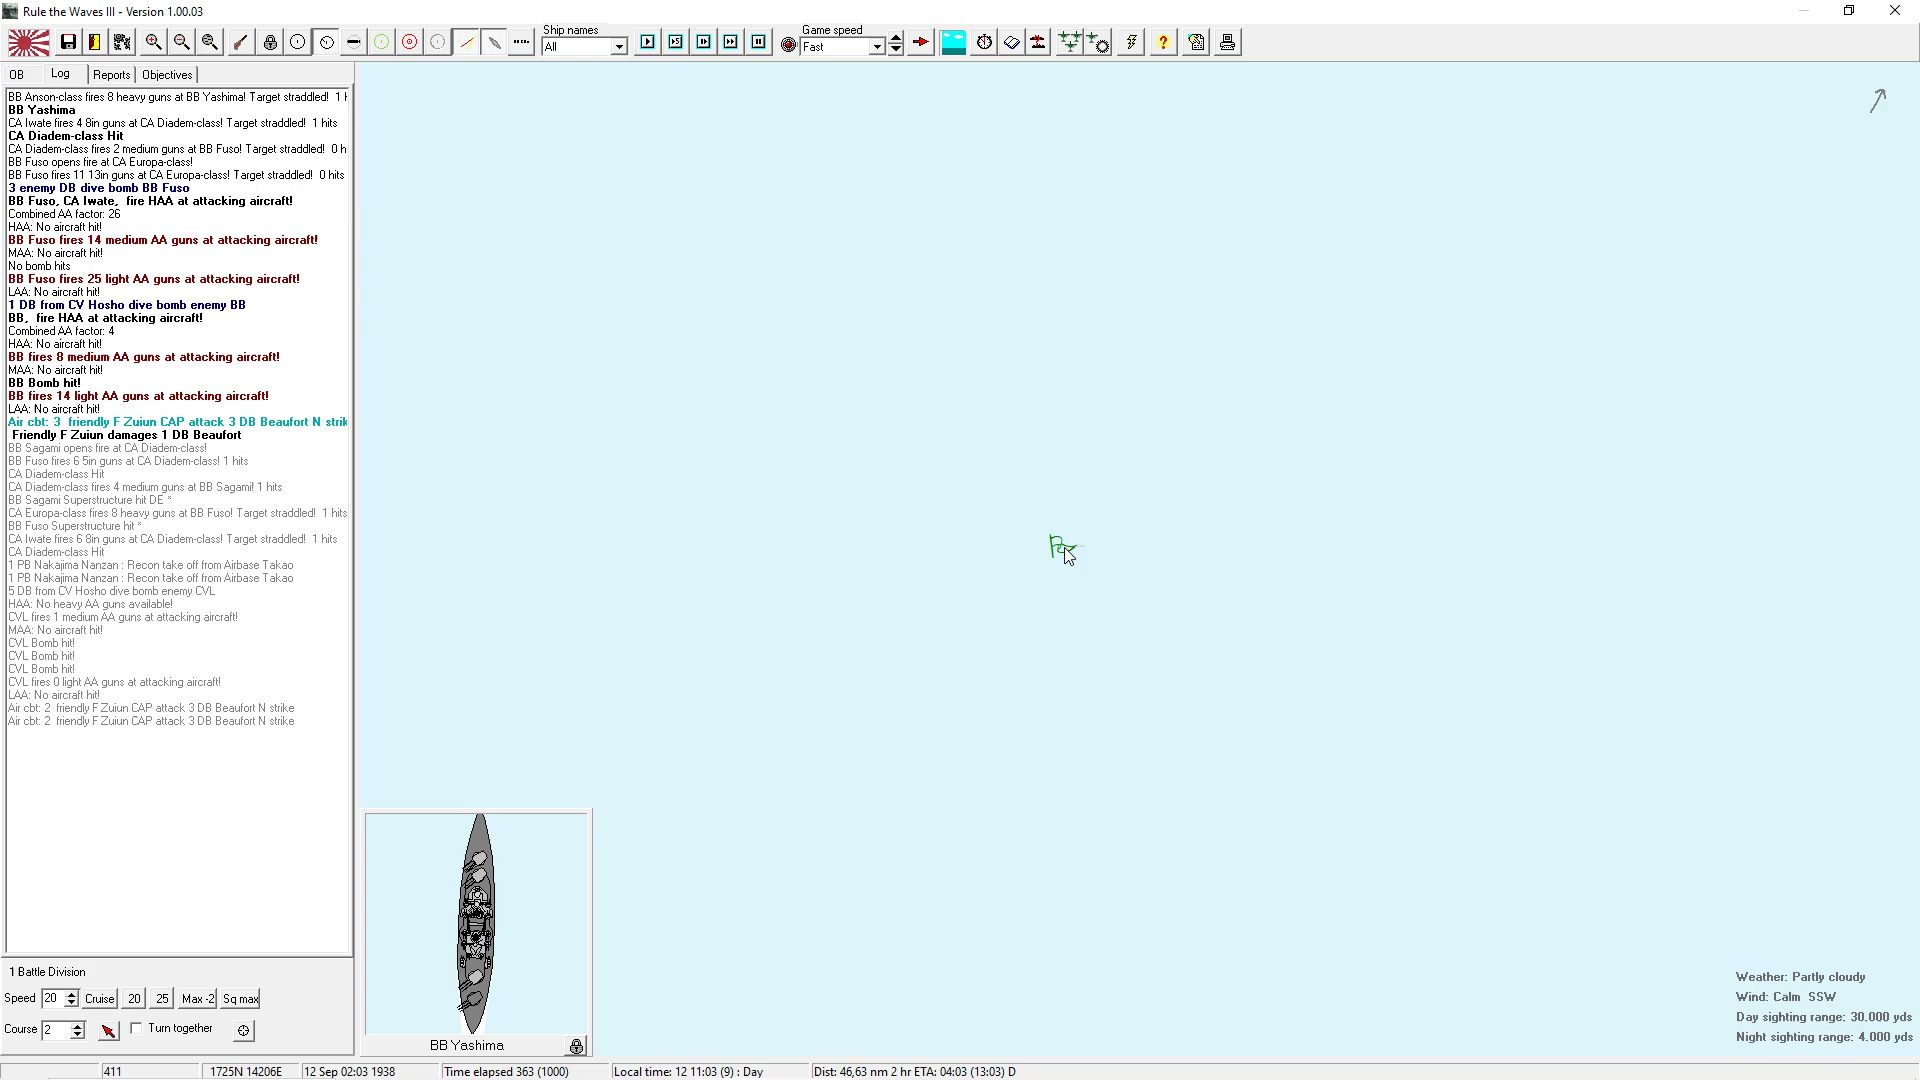 Rule the Waves III - Version 1.00.03
Ship names
All
Game speed
Fast
OB
Log
Reports
Objectives
BB Anson-class fires 8 heavy guns at BB Yashima! Target straddled! 1 h
BB Yashima
CA Iwate fires 4 8in guns at CA Diadem-class! Target straddled! 1 hits
CA Diadem-class Hit
CA Diadem-class fires 2 medium guns at BB Fuso! Target straddled! 0 h
BB Fuso opens fire at CA Europa-class!
BB Fuso fires 11 13in guns at CA Europa-class! Target straddled! 0 hits
3 enemy DB dive bomb BB Fuso
BB Fuso, CA Iwate, fire HAA at attacking aircraft!
Combined AA factor: 26
HAA: No aircraft hit!
BB Fuso fires 14 medium AA guns at attacking aircraft!
MAA: No aircraft hit!
No bomb hits
BB Fuso fires 25 light AA guns at attacking aircraft!
LAA: No aircraft hit!
1 DB from CV Hosho dive bomb enemy BB
BB, fire HAA at attacking aircraft!
Combined AA factor: 4
HAA: No aircraft hit!
BB fires 8 medium AA guns at attacking aircraft!
MAA: No aircraft hit!
BB Bomb hit!
BB fires 14 light AA guns at attacking aircraft!
LAA: No aircraft hit!
Air cbt: 3 friendly F Zuiun CAP attack 3 DB Beaufort N strik
Friendly F Zuiun damages 1 DB Beaufort
BB Sagami opens fire at CA Diadem-class!
BB Fuso fires 6 5in guns at CA Diadem-class! 1 hits
CA Diadem-class Hit
CA Diadem-class fires 4 medium guns at BB Sagami! 1 hits
BB Sagami Superstructure hit DE *
CA Europa-class fires 8 heavy guns at BB Fuso! Target straddled! 1 hits
BB Fuso Superstructure hit *
CA Iwate fires 6 8in guns at CA Diadem-class! Target straddled! 1 hits
CA Diadem-class Hit
1 PB Nakajima Nanzan : Recon take off from Airbase Takao
1 PB Nakajima Nanzan : Recon take off from Airbase Takao
5 DB from CV Hosho dive bomb enemy CVL
HAA: No heavy AA guns available!
CVL fires 1 medium AA guns at attacking aircraft!
MAA: No aircraft hit!
CVL Bomb hit!
CVL Bomb hit!
CVL Bomb hit!
CVL fires 0 light AA guns at attacking aircraft!
LAA: No aircraft hit!
Air cbt: 2 friendly F Zuiun CAP attack 3 DB Beaufort N strike
Air cbt: 2 friendly F Zuiun CAP attack 3 DB Beaufort N strike
1 Battle Division
Speed 20 Cruise 20 25 Max -2 Sq max
Course 2 Turn together
BB Yashima
Weather: Partly cloudy
Wind: Calm SSW
Day sighting range: 30.000 yds
Night sighting range: 4.000 yds
411 1725N 14206E 12 Sep 02:03 1938 Time elapsed 363 (1000) Local time: 12 11:03 (9) : Day Dist: 46,63 nm 2 hr ETA: 04:03 (13:03) D